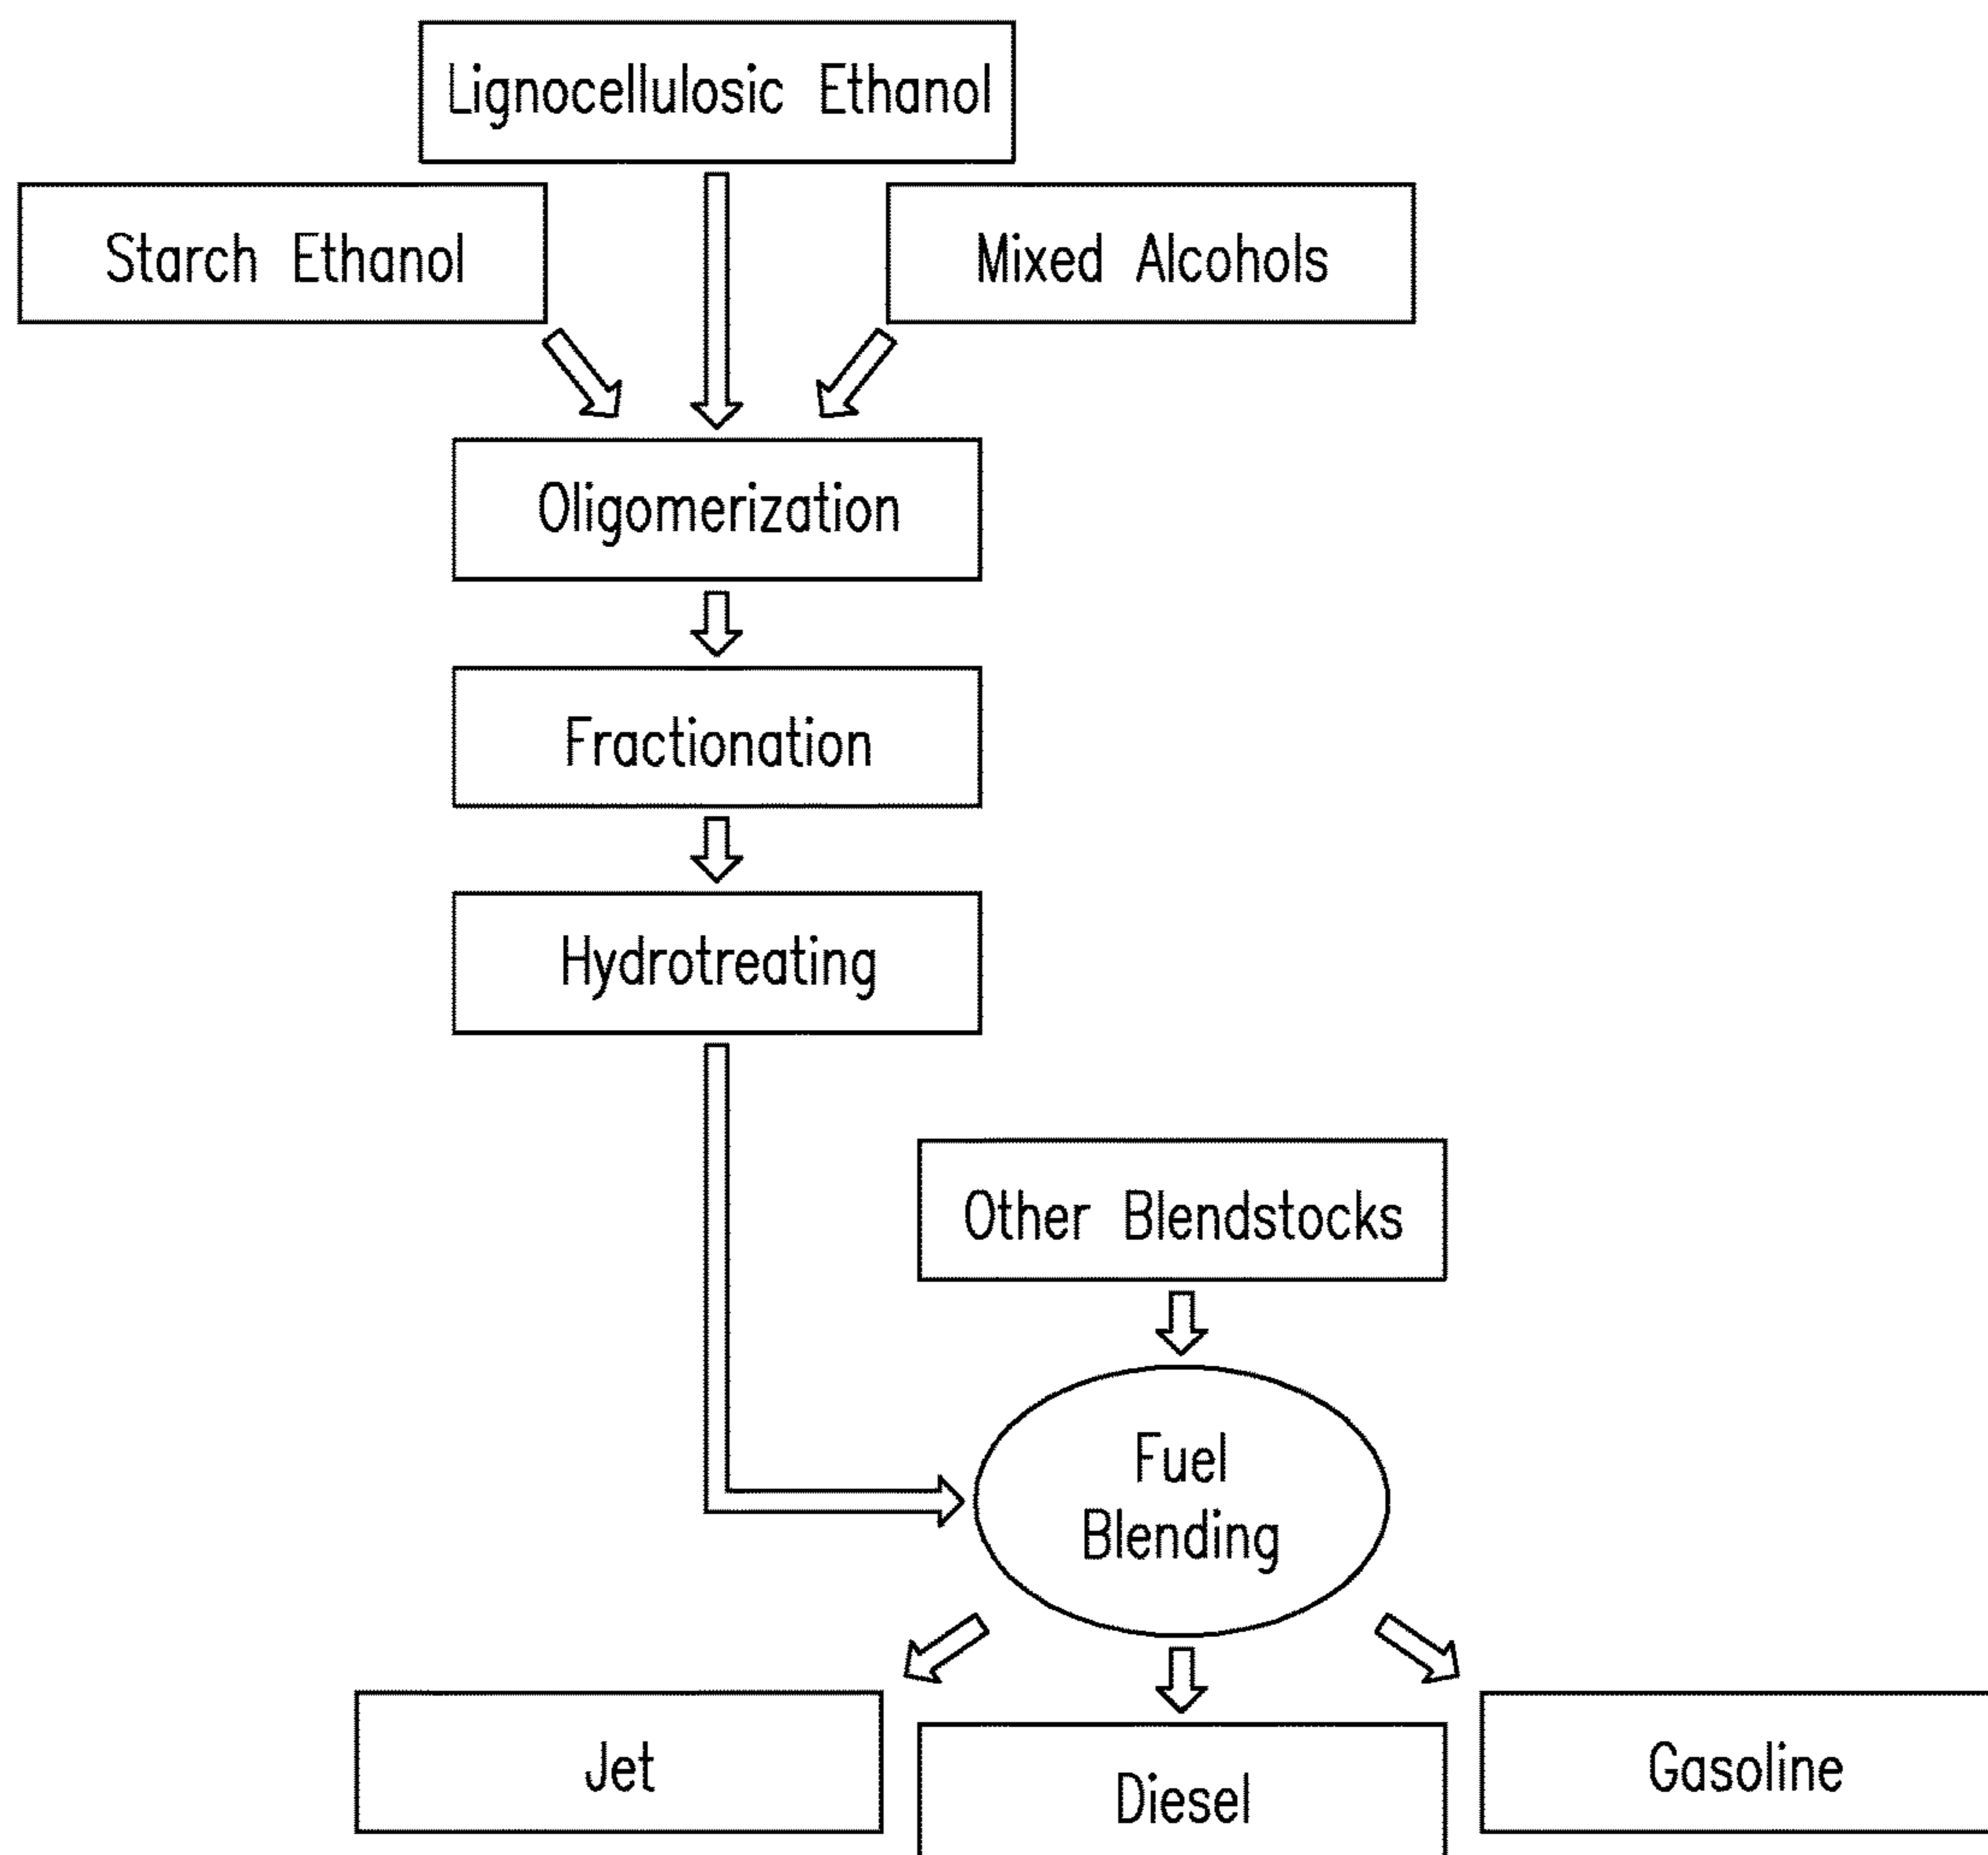 Lignocellulosic Ethanol
Starch Ethanol
Mixed Alcohols
Oligomerization
Fractionation
Hydrotreating
Other Blendstocks
Fuel
Blending
Jet
Diesel
Gasoline